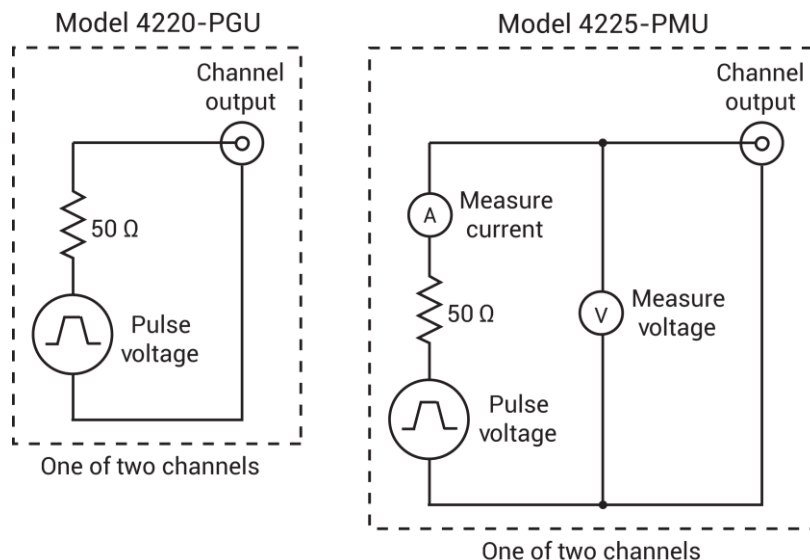 Model 4220-PGU
Channel
output
50 Ω
Pulse
voltage
One of two channels
Model 4225-PMU
Channel
output
A
Measure
current
50 Ω
V
Measure
voltage
Pulse
voltage
One of two channels